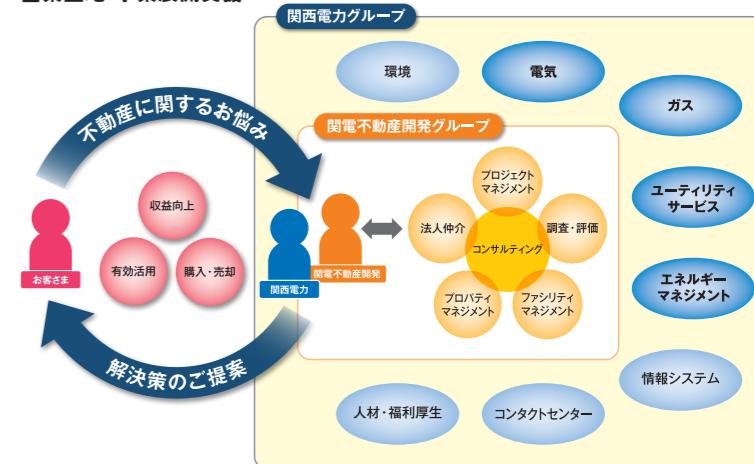 関西電力グループ
環境
電気
ガス
不動産に関するお悩み
関電不動産開発グループ
プロジェクト
マネジメント
ユーティリティ
サービス
収益向上
法人仲介
調査・評価
コンサルティング
有効活用
購入・売却
お客さま
関西電力
関電不動産開発
プロパティ
マネジメント
ファシリティ
マネジメント
エネルギー
マネジメント
解決策のご提案
情報システム
人材・福利厚生
コンタクトセンター